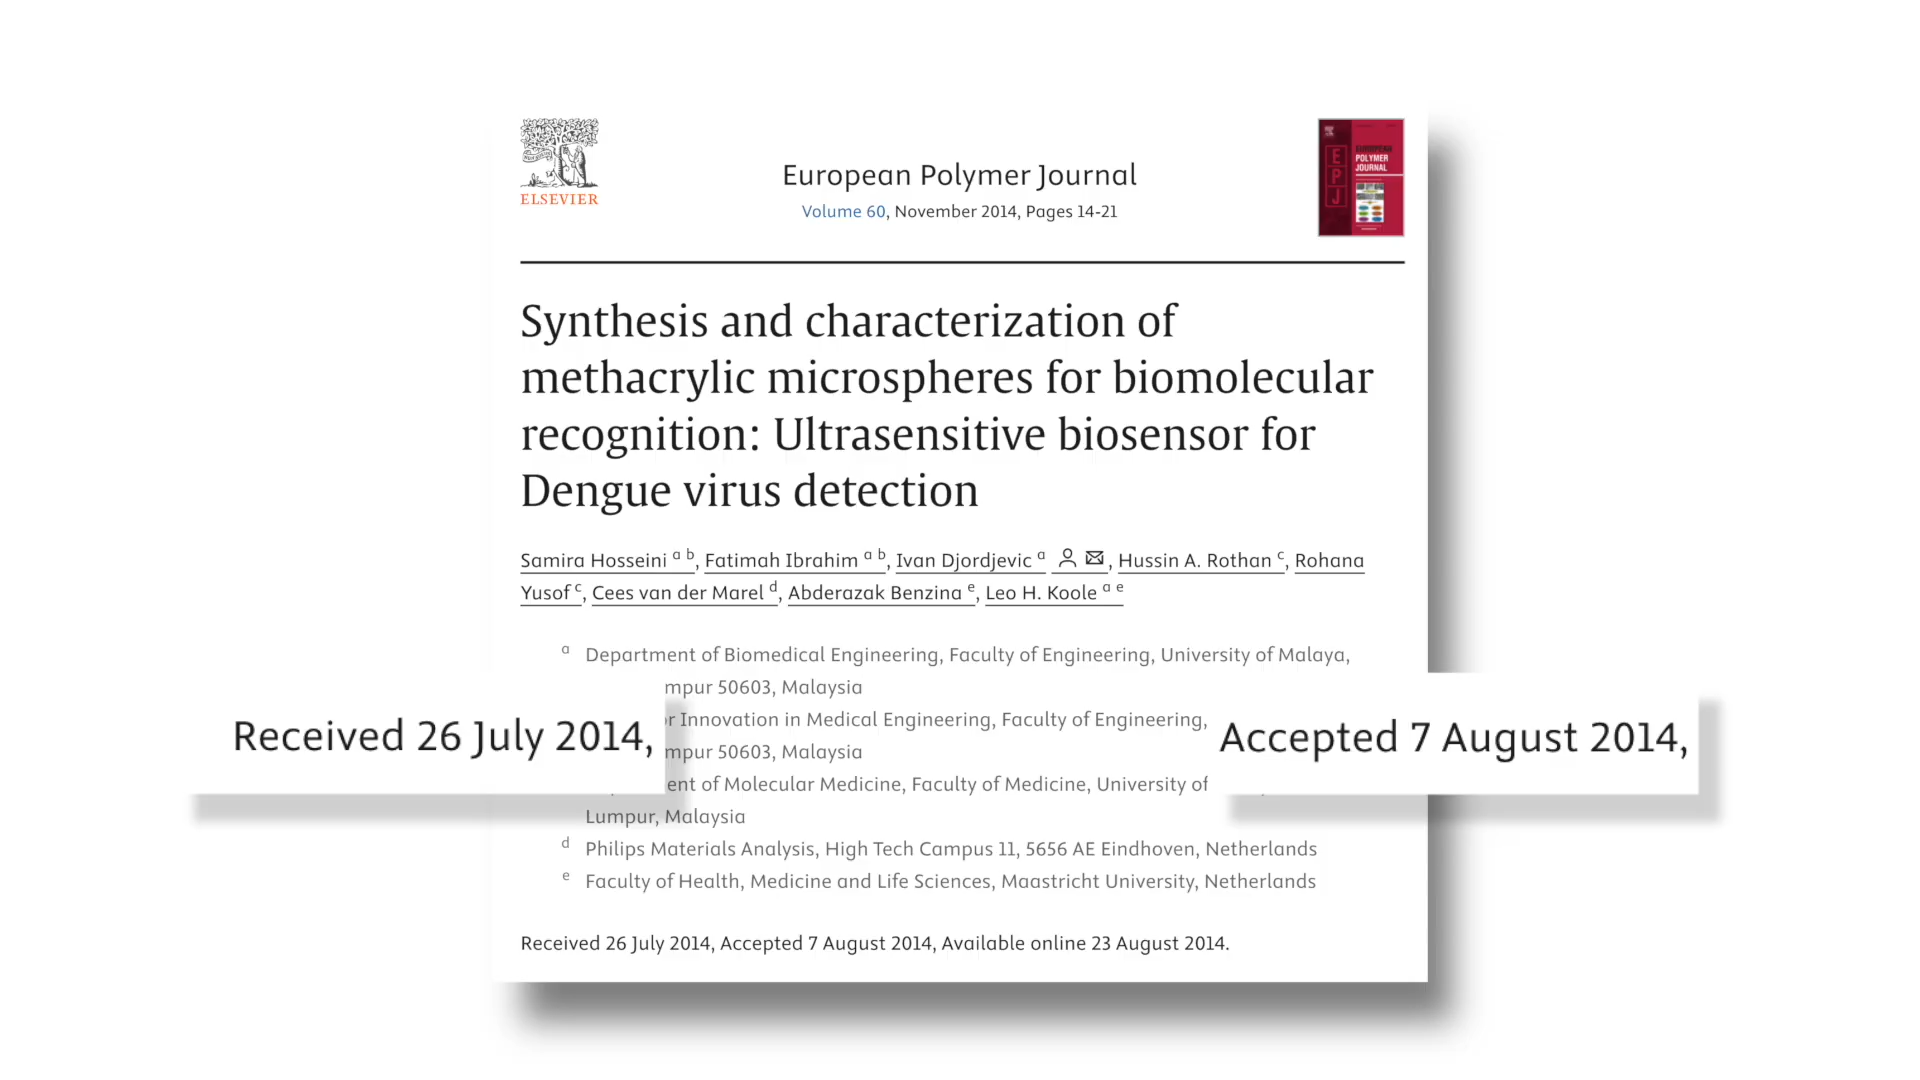 ELSEVIER
European Polymer Journal
Volume 60, November 2014, Pages 14-21
EUROPEAN
POLYMER
JOURNAL
E
P
J
Synthesis and characterization of
methacrylic microspheres for biomolecular
recognition: Ultrasensitive biosensor for
Dengue virus detection
Samira Hosseini a b, Fatimah Ibrahim a b, Ivan Djordjevic a, Hussin A. Rothan c, Rohana
Yusof c, Cees van der Marel d, Abderazak Benzina e, Leo H. Koole a e
a Department of Biomedical Engineering, Faculty of Engineering, University of Malaya,
mpur 50603, Malaysia
r Innovation in Medical Engineering, Faculty of Engineering,
Received 26 July 2014,
Accepted 7 August 2014,
mpur 50603, Malaysia
ent of Molecular Medicine, Faculty of Medicine, University of
Lumpur, Malaysia
d Philips Materials Analysis, High Tech Campus 11, 5656 AE Eindhoven, Netherlands
e Faculty of Health, Medicine and Life Sciences, Maastricht University, Netherlands
Received 26 July 2014, Accepted 7 August 2014, Available online 23 August 2014.